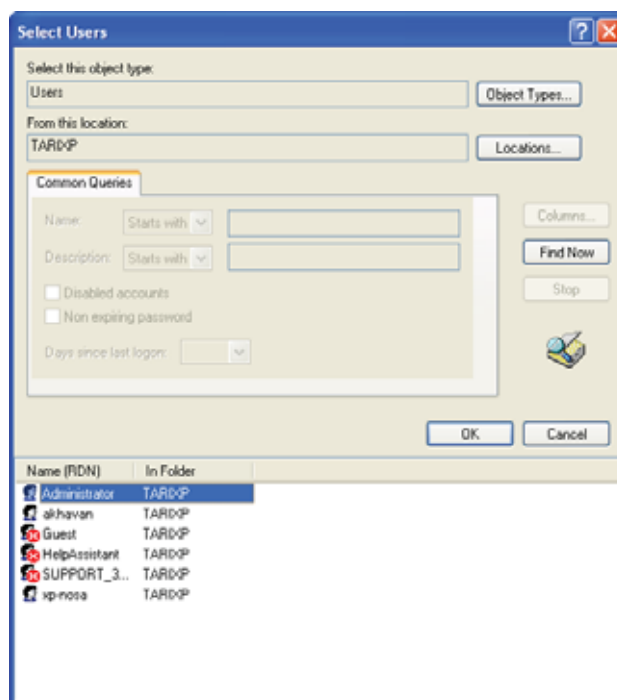 Select Users
Select this object type:
Users
Object Types...
From this location:
TARIXP
Locations...
Common Queries
Name: Starts with
Columns...
Description: Starts with
Find Now
Disabled accounts
Stop
Non expiring password
Days since last logon:
OK Cancel
Name (RDN) In Folder
Administrator TARIXP
akhavan TARIXP
Guest TARIXP
HelpAssistant TARIXP
SUPPORT_3... TARIXP
xp-nosa TARIXP